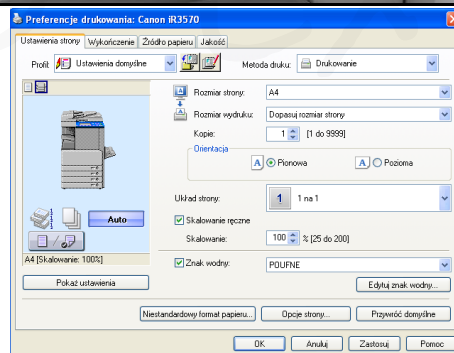 Preferencje drukowania: Canon iR3570
Ustawienia strony Wykończenie Źródło papieru Jakość
Profil: Ustawienia domyślne Metoda druku: Drukowanie
Rozmiar strony: A4
Rozmiar wydruku: Dopasuj rozmiar strony
Kopie: 1 [1 do 9999]
Orientacja
A Pionowa A Pozioma
Układ strony: 1 1 na 1
Auto
Skalowanie ręczne
Skalowanie: 100 % [25 do 200]
A4 [Skalowanie: 100%]
Znak wodny: POUFNE
Pokaż ustawienia Edytuj znak wodny...
Niestandardowy format papieru... Opcje strony... Przywróć domyślne
OK Anuluj Zastosuj Pomoc